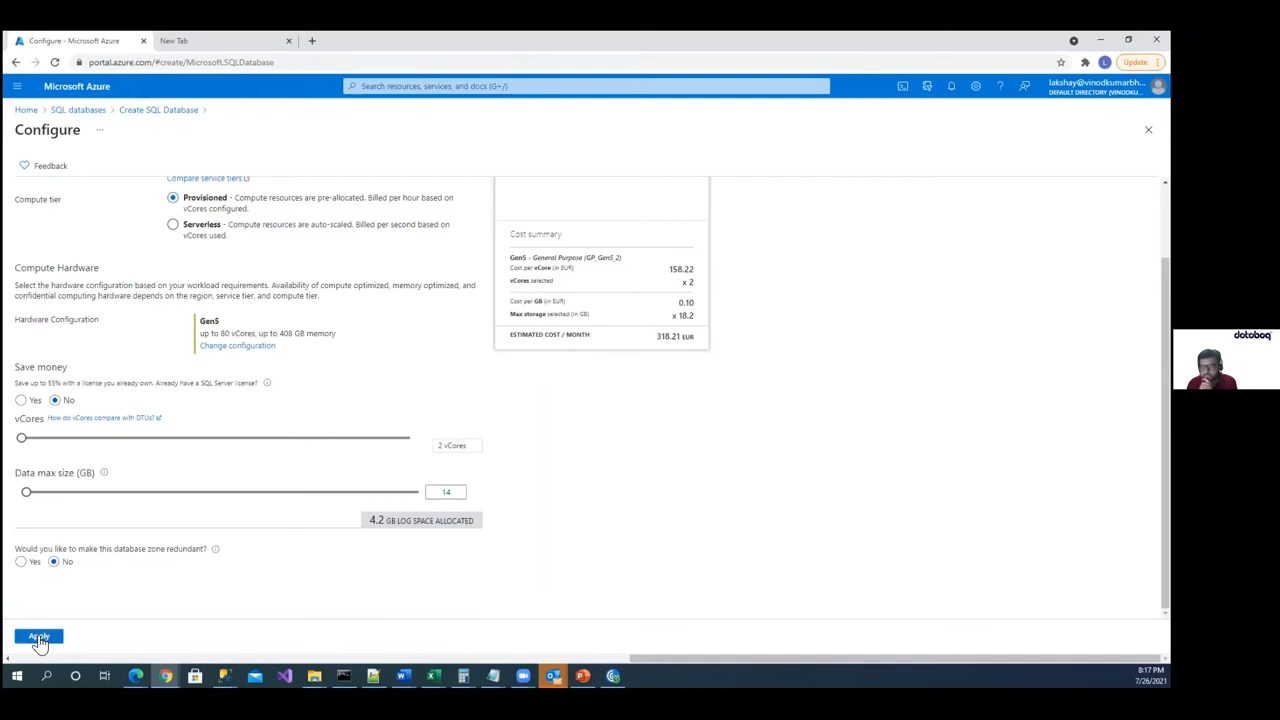 Configure - Microsoft Azure
New Tab
portal.azure.com/#create/Microsoft.SQLDatabase
Update
Microsoft Azure
Search resources, services, and docs (G+/)
lakshay@vinodkumarbh...
DEFAULT DIRECTORY (VINODKU...
Home > SQL databases > Create SQL Database >
Configure ...
Feedback
Compare service tiers
Compute tier
Provisioned - Compute resources are pre-allocated. Billed per hour based on
vCores configured.
Serverless - Compute resources are auto-scaled. Billed per second based on
vCores used.
Cost summary
Gen5 - General Purpose (GP_Gen5_2)
Cost per vCore (in EUR) 158.22
vCores selected x 2
Cost per GB (in EUR) 0.10
Max storage selected (in GB) x 18.2
ESTIMATED COST / MONTH 318.21 EUR
Compute Hardware
Select the hardware configuration based on your workload requirements. Availability of compute optimized, memory optimized, and
confidential computing hardware depends on the region, service tier, and compute tier.
Hardware Configuration
Gen5
up to 80 vCores, up to 408 GB memory
Change configuration
Save money
Save up to 55% with a license you already own. Already have a SQL Server license?
Yes No
vCores How do vCores compare with DTUs?
2 vCores
Data max size (GB)
14
4.2 GB LOG SPACE ALLOCATED
Would you like to make this database zone redundant?
Yes No
Apply
8:17 PM
7/26/2021